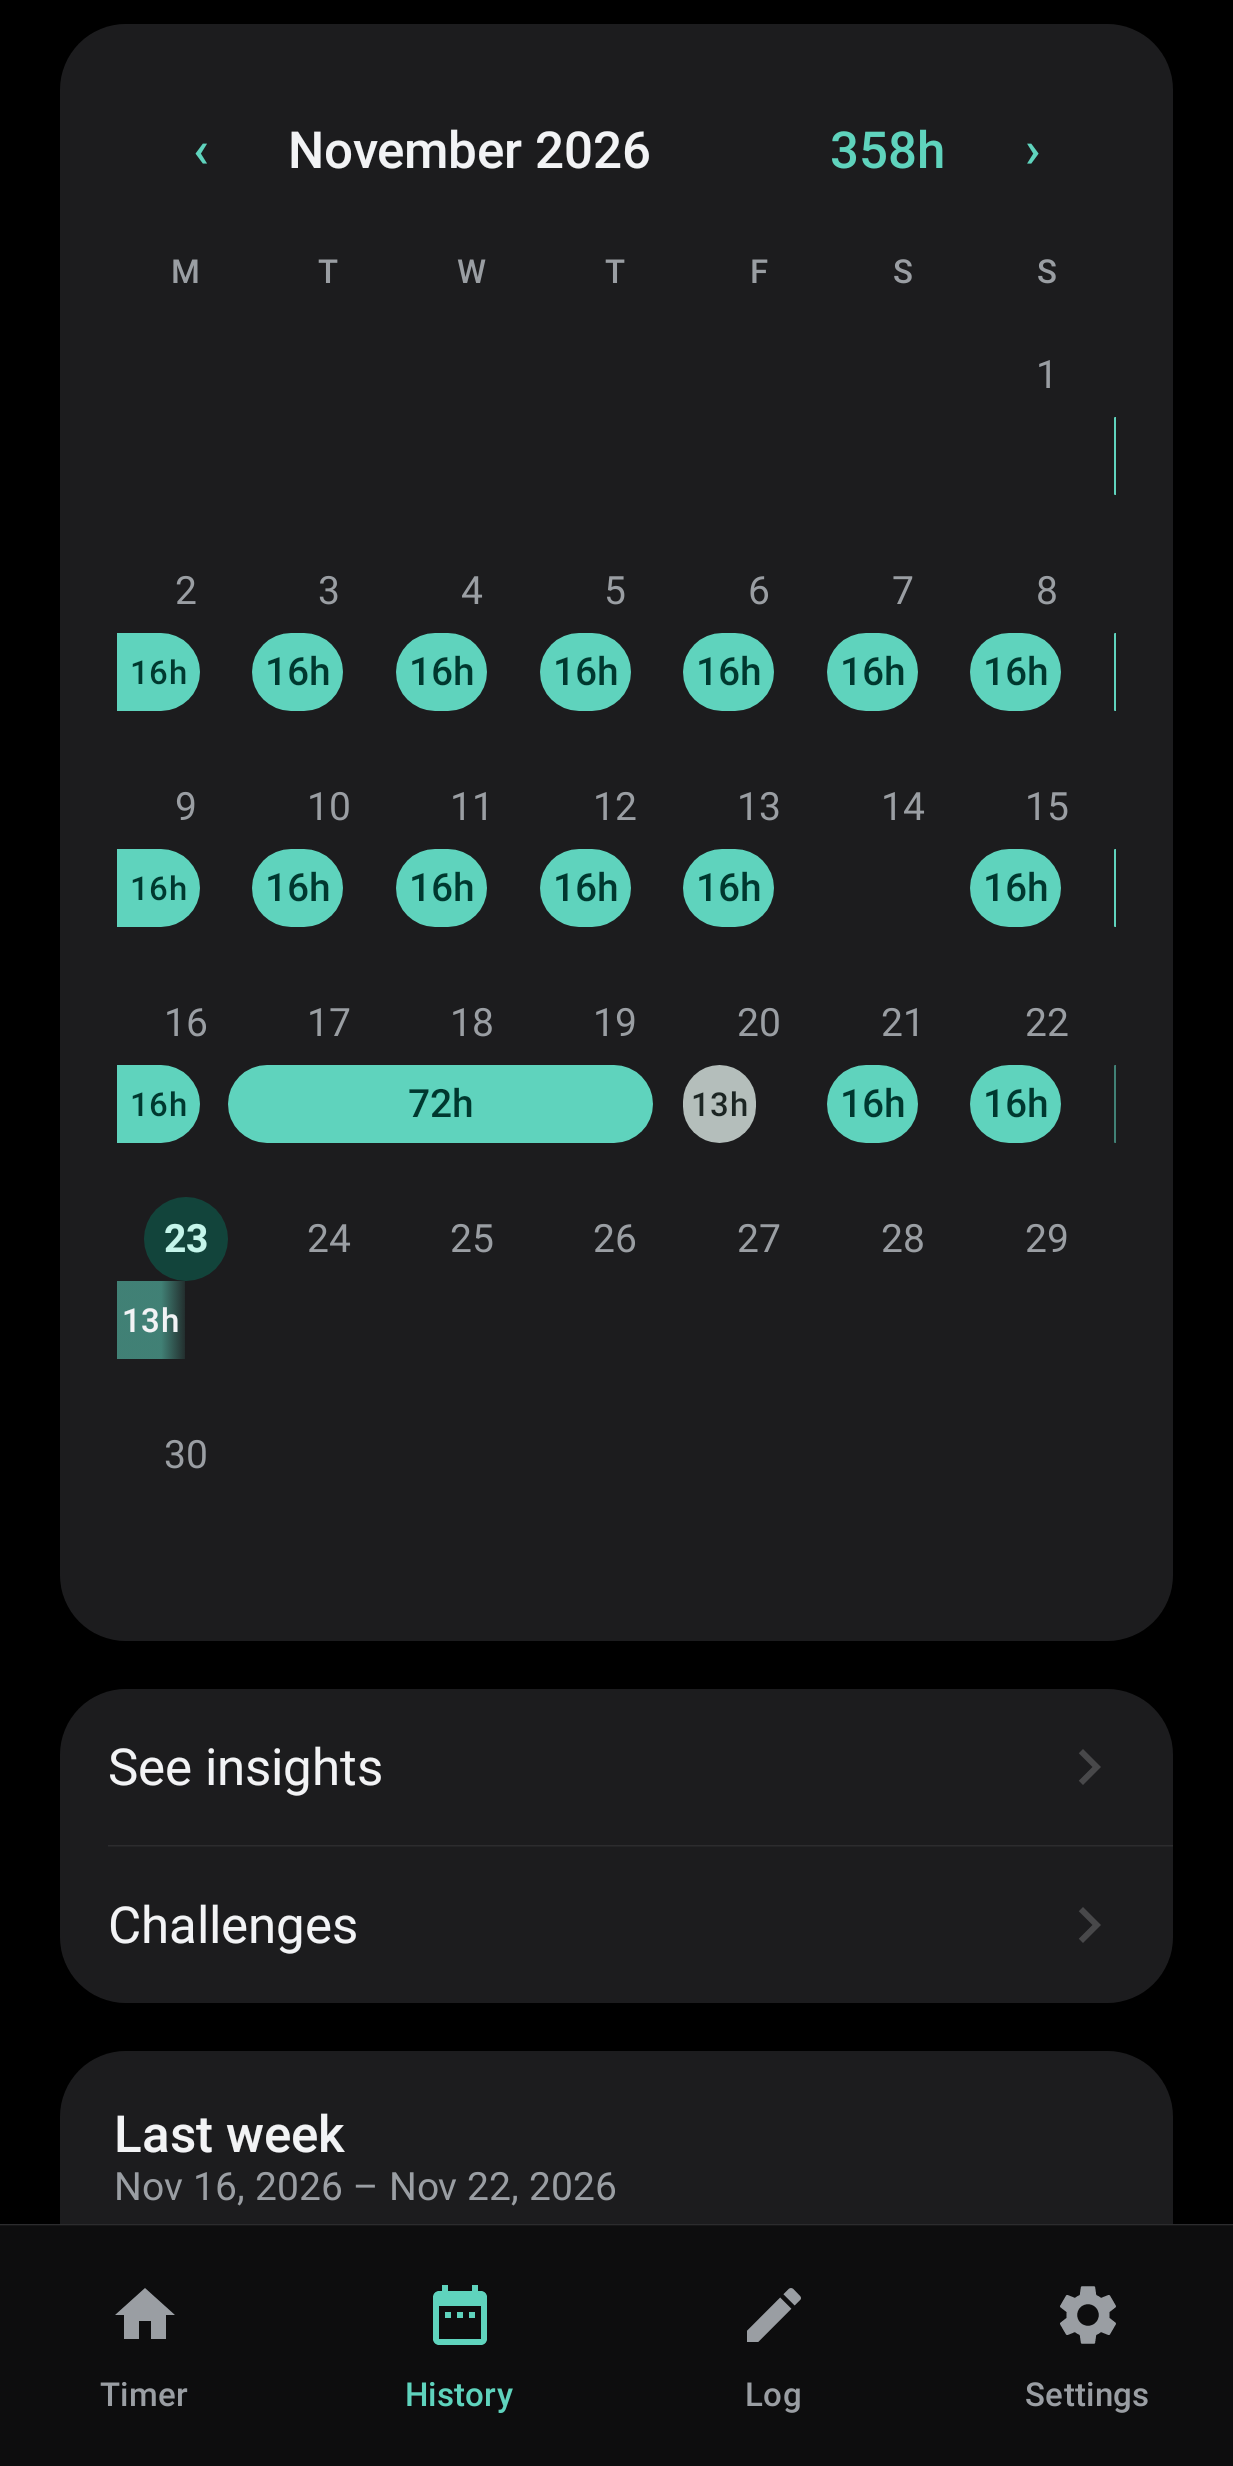 ‹ November 2026 358h ›
M T W T F S S
1
2 3 4 5 6 7 8
16h 16h 16h 16h 16h 16h 16h
9 10 11 12 13 14 15
16h 16h 16h 16h 16h 16h
16 17 18 19 20 21 22
16h 72h 13h 16h 16h
23 24 25 26 27 28 29
13h
30
See insights
Challenges
Last week
Nov 16, 2026 – Nov 22, 2026
Timer History Log Settings